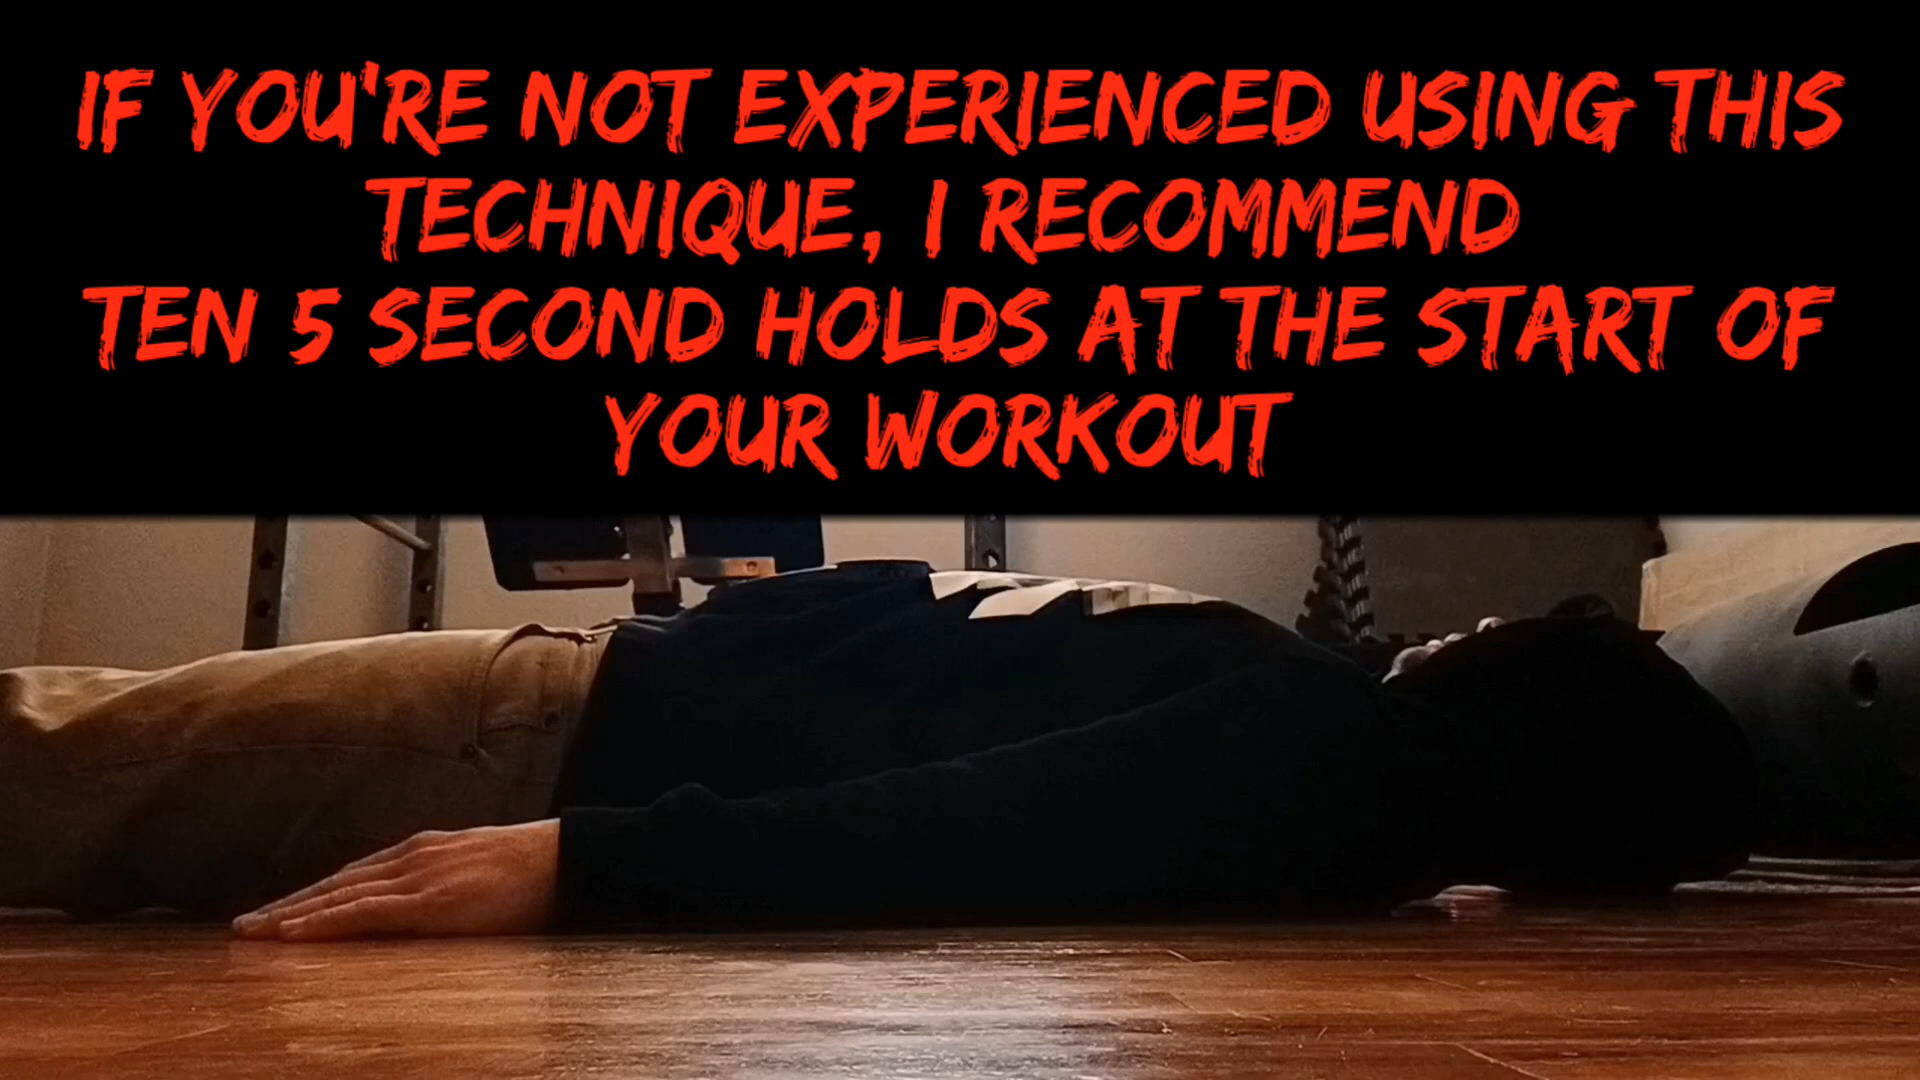 IF YOU'RE NOT EXPERIENCED USING THIS
TECHNIQUE, I RECOMMEND
TEN 5 SECOND HOLDS AT THE START OF
YOUR WORKOUT